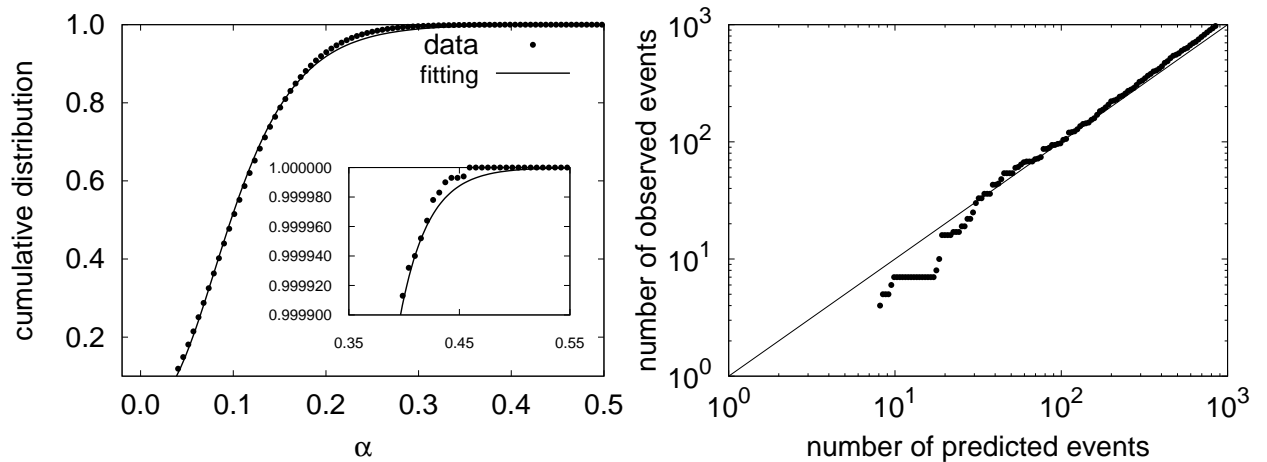 1.0
0.8
0.6
0.4
0.2
cumulative distribution
data
fitting
1.0000000
0.999980
0.999960
0.999940
0.999920
0.999900
0.35 0.45 0.55
0.0 0.1 0.2 0.3 0.4 0.5
α
10³
10²
10¹
10⁰
number of observed events
10⁰ 10¹ 10² 10³
number of predicted events